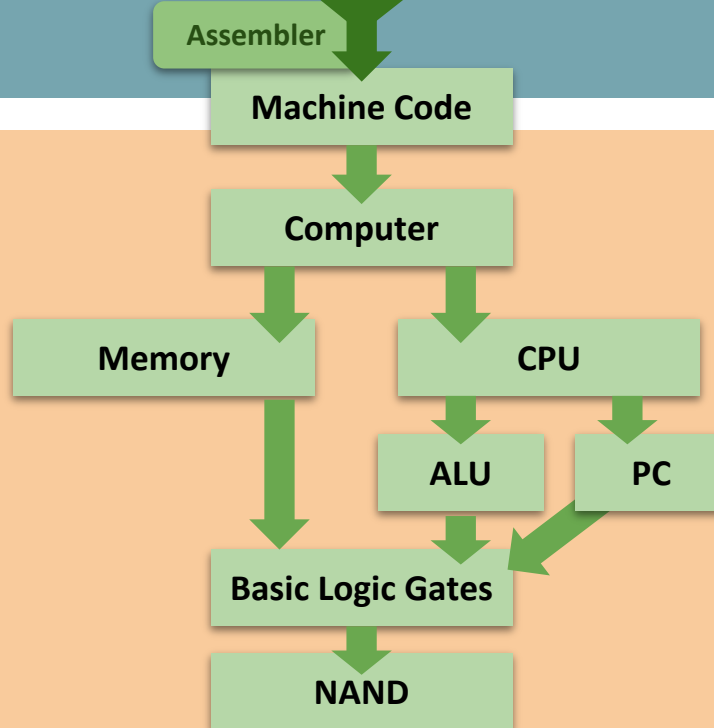 Assembler
Machine Code
Computer
Memory
CPU
ALU
PC
Basic Logic Gates
NAND